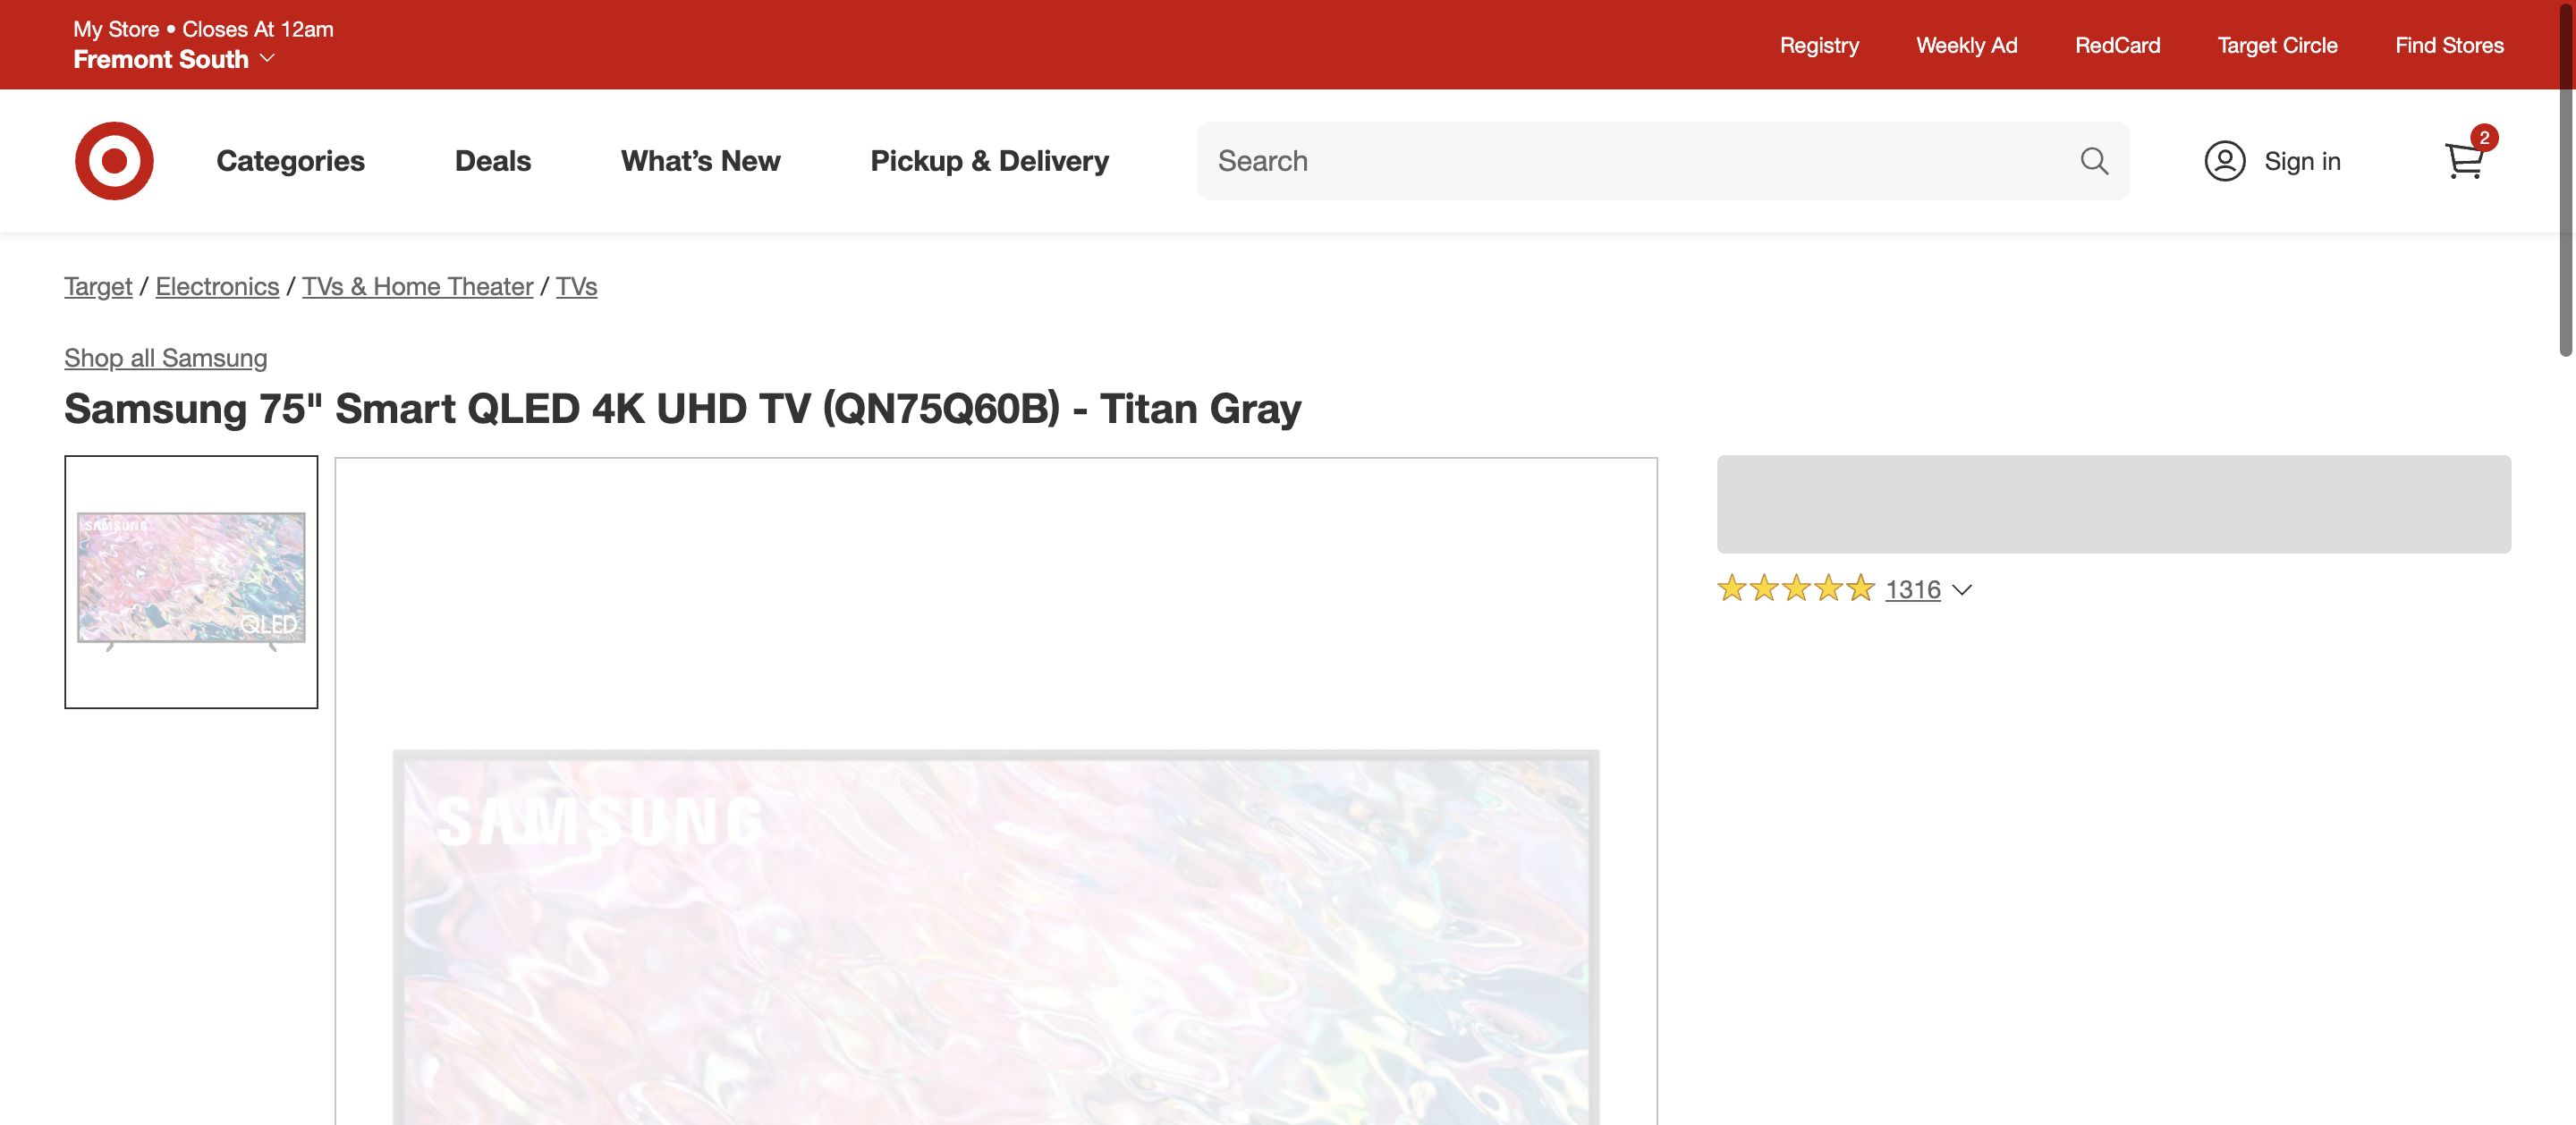 My Store • Closes At 12am
Fremont South
Registry
Weekly Ad
RedCard
Target Circle
Find Stores
Categories
Deals
What's New
Pickup & Delivery
Search
Sign in
2
Target / Electronics / TVs & Home Theater / TVs
Shop all Samsung
Samsung 75" Smart QLED 4K UHD TV (QN75Q60B) - Titan Gray
SAMSUNG
QLED
1316
SAMSUNG